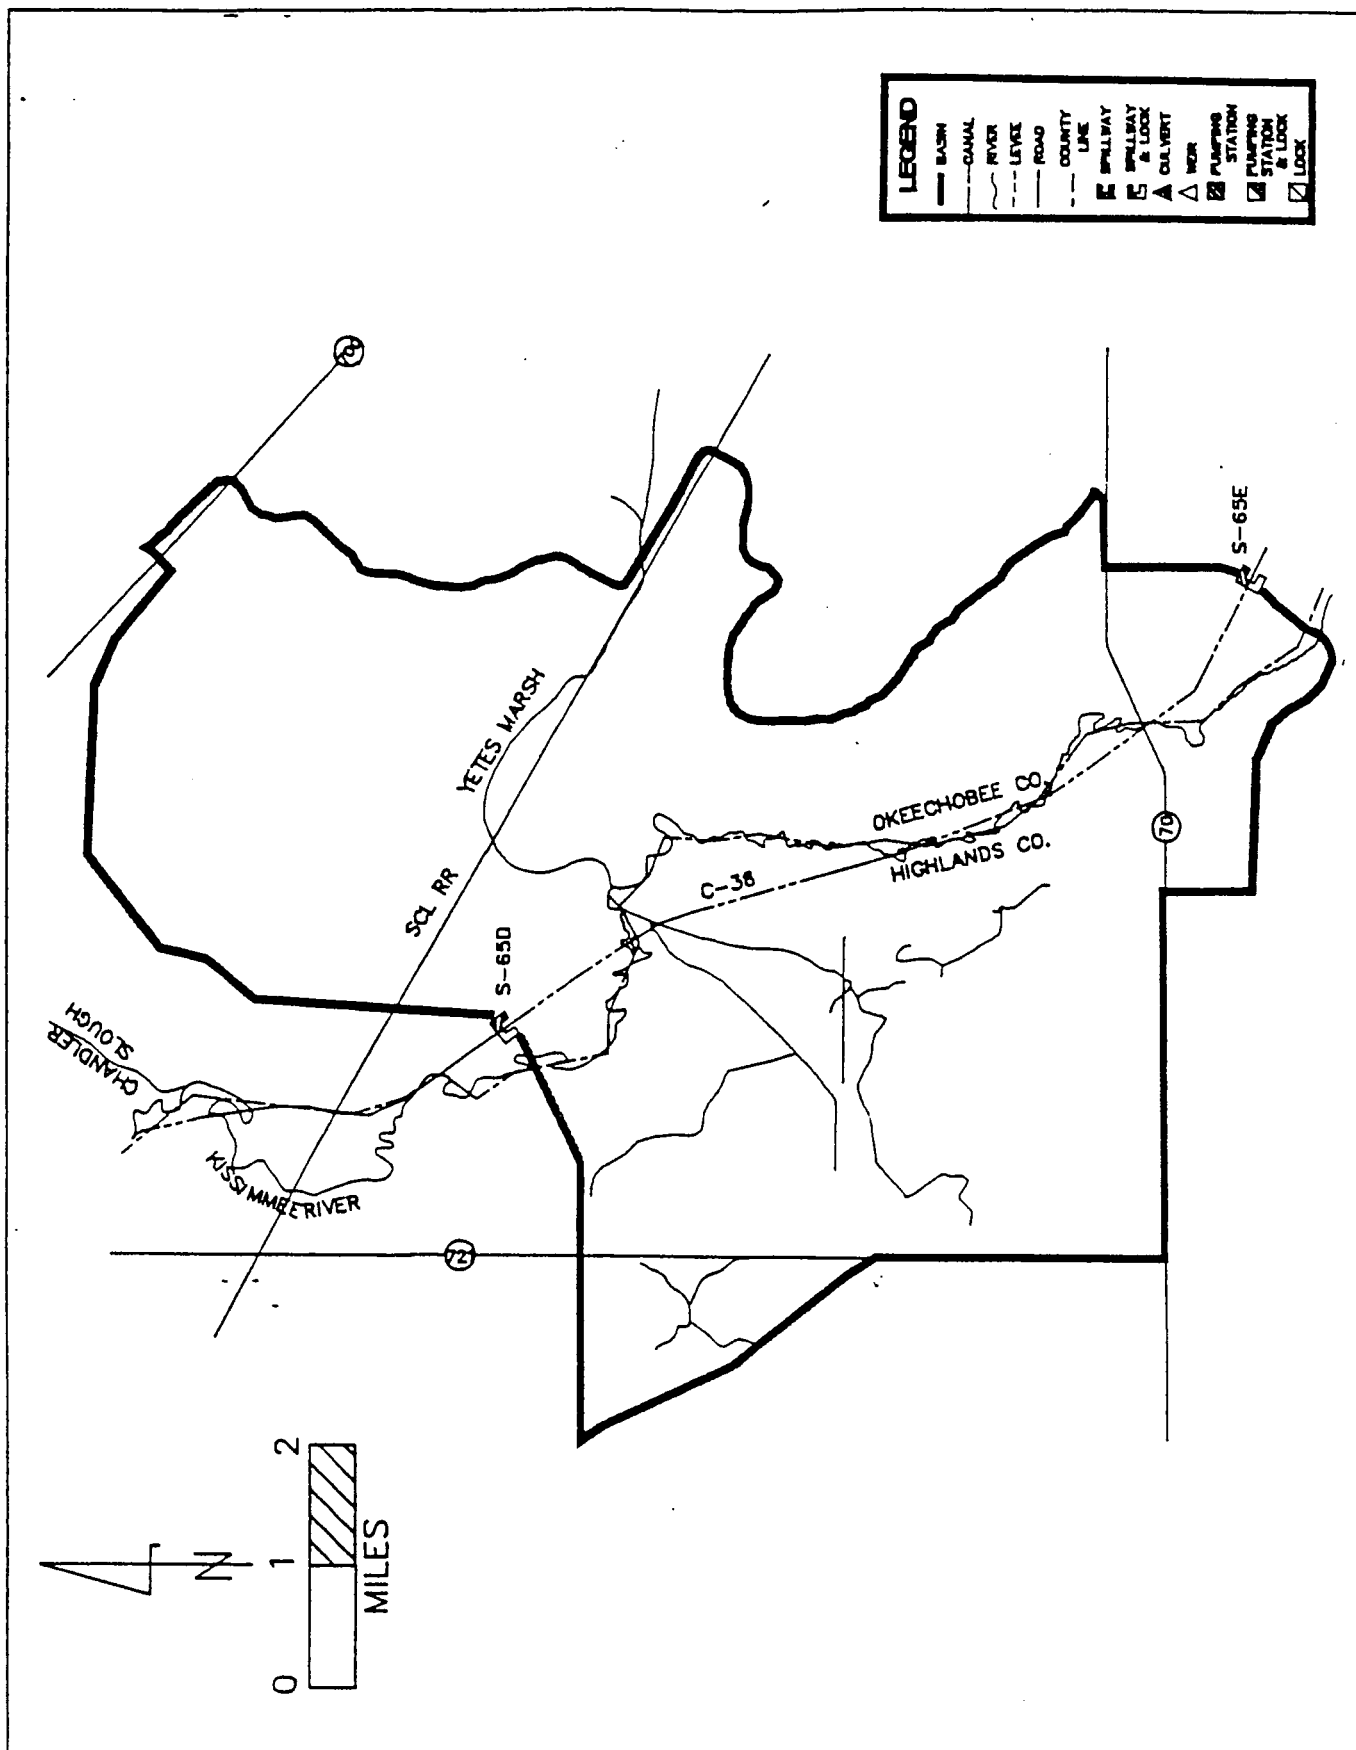 LEGEND
BASIN
CANAL
RIVER
LEVEE
ROAD
COUNTY
LINE
SPILLWAY
SPILLWAY
& LOCK
CULVERT
WEIR
PUMPING
STATION
PUMPING
STATION
& LOCK
LOCK
CHANDLER
SLOUGH
KISSIMMEE RIVER
SCL RR
YETES MARSH
S-65D
C-38
OKEECHOBEE CO.
HIGHLANDS CO.
70
S-65E
721
N
0 1 2
MILES